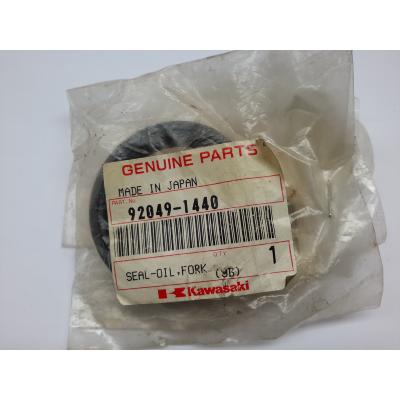 GENUINE PARTS
MADE IN JAPAN
PART No.
92049-1440
QTY
1
SEAL-OIL,FORK
Kawasaki